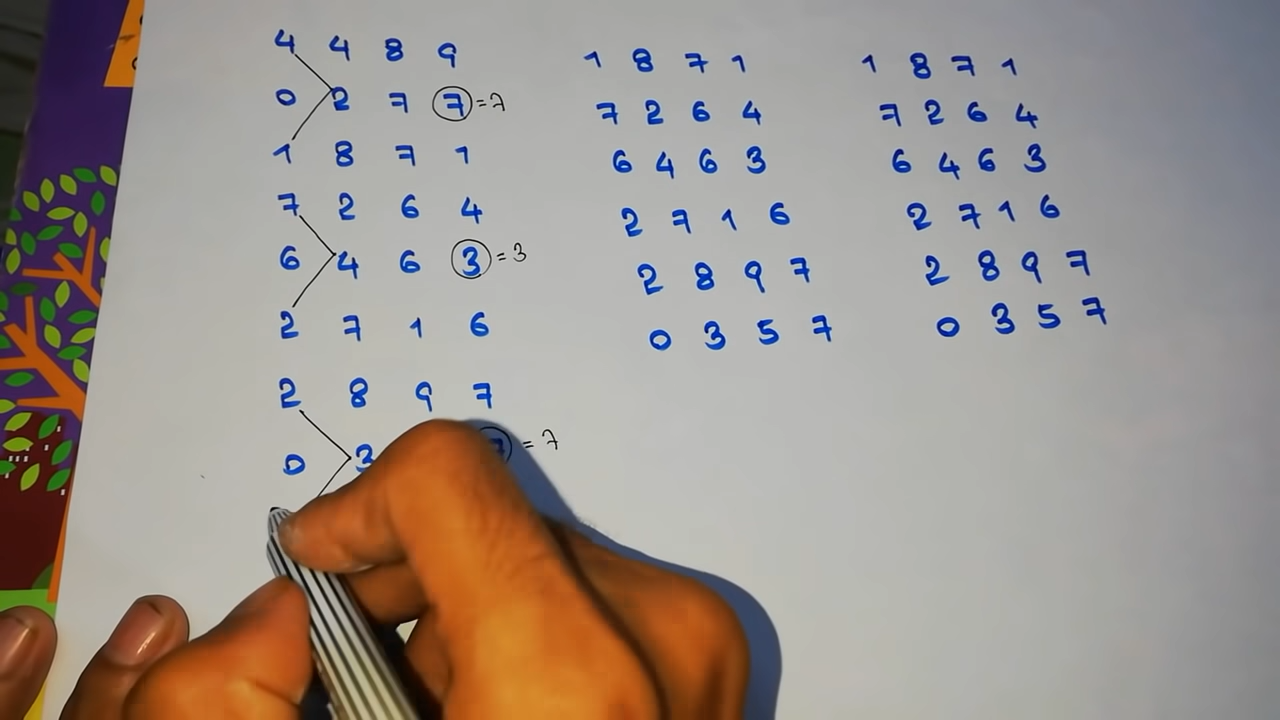 4 4 8 9
0 2 7 7 =7
1 8 7 1
7 2 6 4
6 4 6 3 =3
2 7 1 6
2 8 9 7
0 3 7 =7
1 8 7 1
7 2 6 4
6 4 6 3
2 7 1 6
2 8 9 7
0 3 5 7
1 8 7 1
7 2 6 4
6 4 6 3
2 7 1 6
2 8 9 7
0 3 5 7